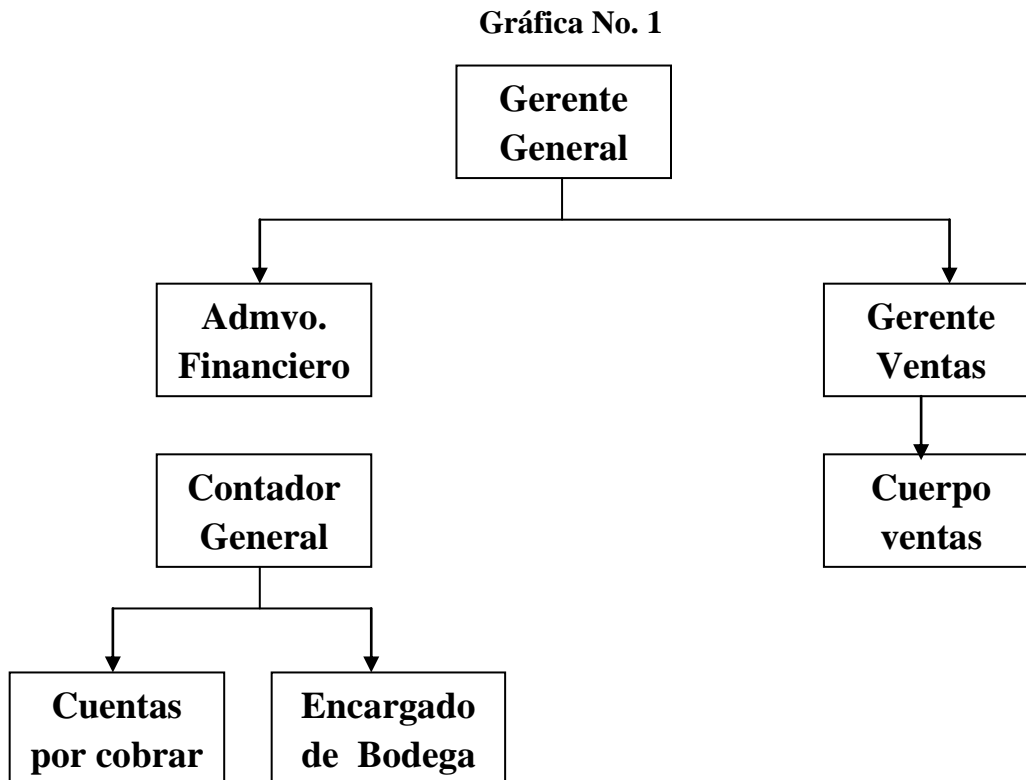 Gráfica No. 1
Gerente
General
Admvo.
Financiero
Gerente
Ventas
Contador
General
Cuerpo
ventas
Cuentas
por cobrar
Encargado
de Bodega